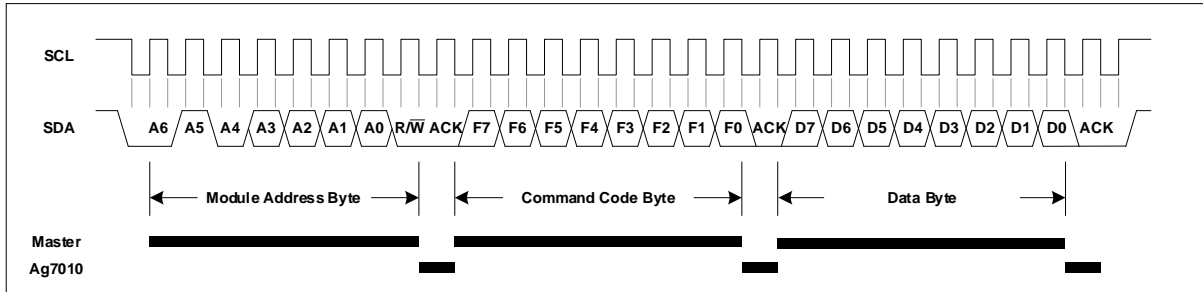 SCL
SDA A6 A5 A4 A3 A2 A1 A0 R/W̅ ACK F7 F6 F5 F4 F3 F2 F1 F0 ACK D7 D6 D5 D4 D3 D2 D1 D0 ACK
Module Address Byte Command Code Byte Data Byte
Master
Ag7010